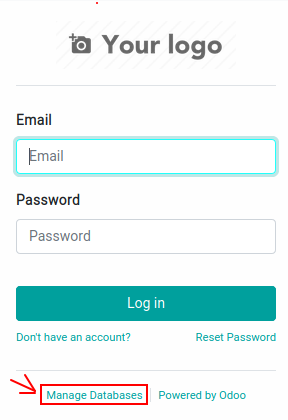 Your logo
Email
Email
Password
Password
Log in
Don't have an account? Reset Password
Manage Databases Powered by Odoo